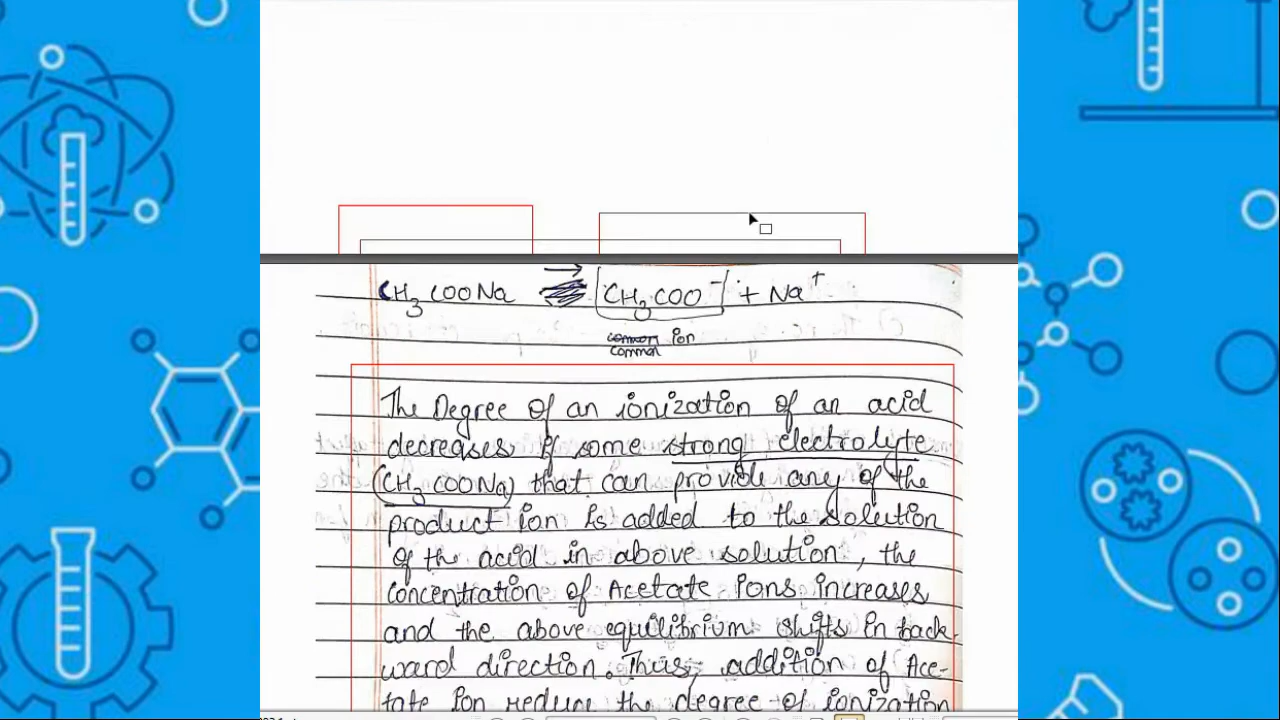 CH3COONa → CH3COO⁻ + Na⁺
ion
common
The Degree of an ionization of an acid
decreases if some strong electrolyte
(CH3COONa) that can provide any of the
product ion is added to the solution
of the acid in above solution, the
concentration of Acetate ions increases
and the above equilibrium shifts in back-
ward direction. Thus, addition of Ace-
tate ion reduce the degree of ionization